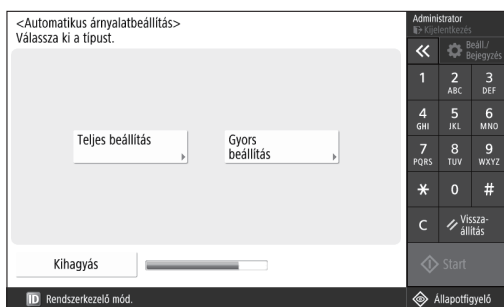 <Automatikus árnyalatbeállítás>
Válassza ki a típust.
Teljes beállítás
Gyors
beállítás
Kihagyás
ID Rendszerkezelő mód.
Administrator
Kijelentkezés
Beáll./
Bejegyzés
1
2
ABC
3
DEF
4
GHI
5
JKL
6
MNO
7
PQRS
8
TUV
9
WXYZ
0
#
C
Vissza-
állítás
Start
Állapotfigyelő